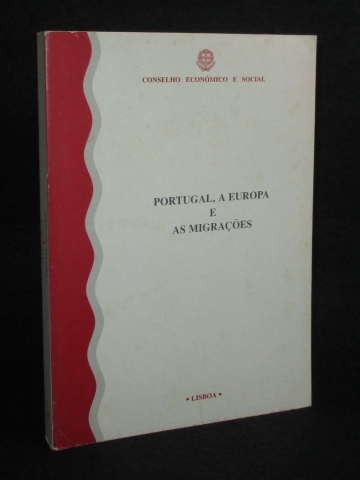 CONSELHO ECONÓMICO E SOCIAL
PORTUGAL, A EUROPA
E
AS MIGRAÇÕES
• LISBOA •